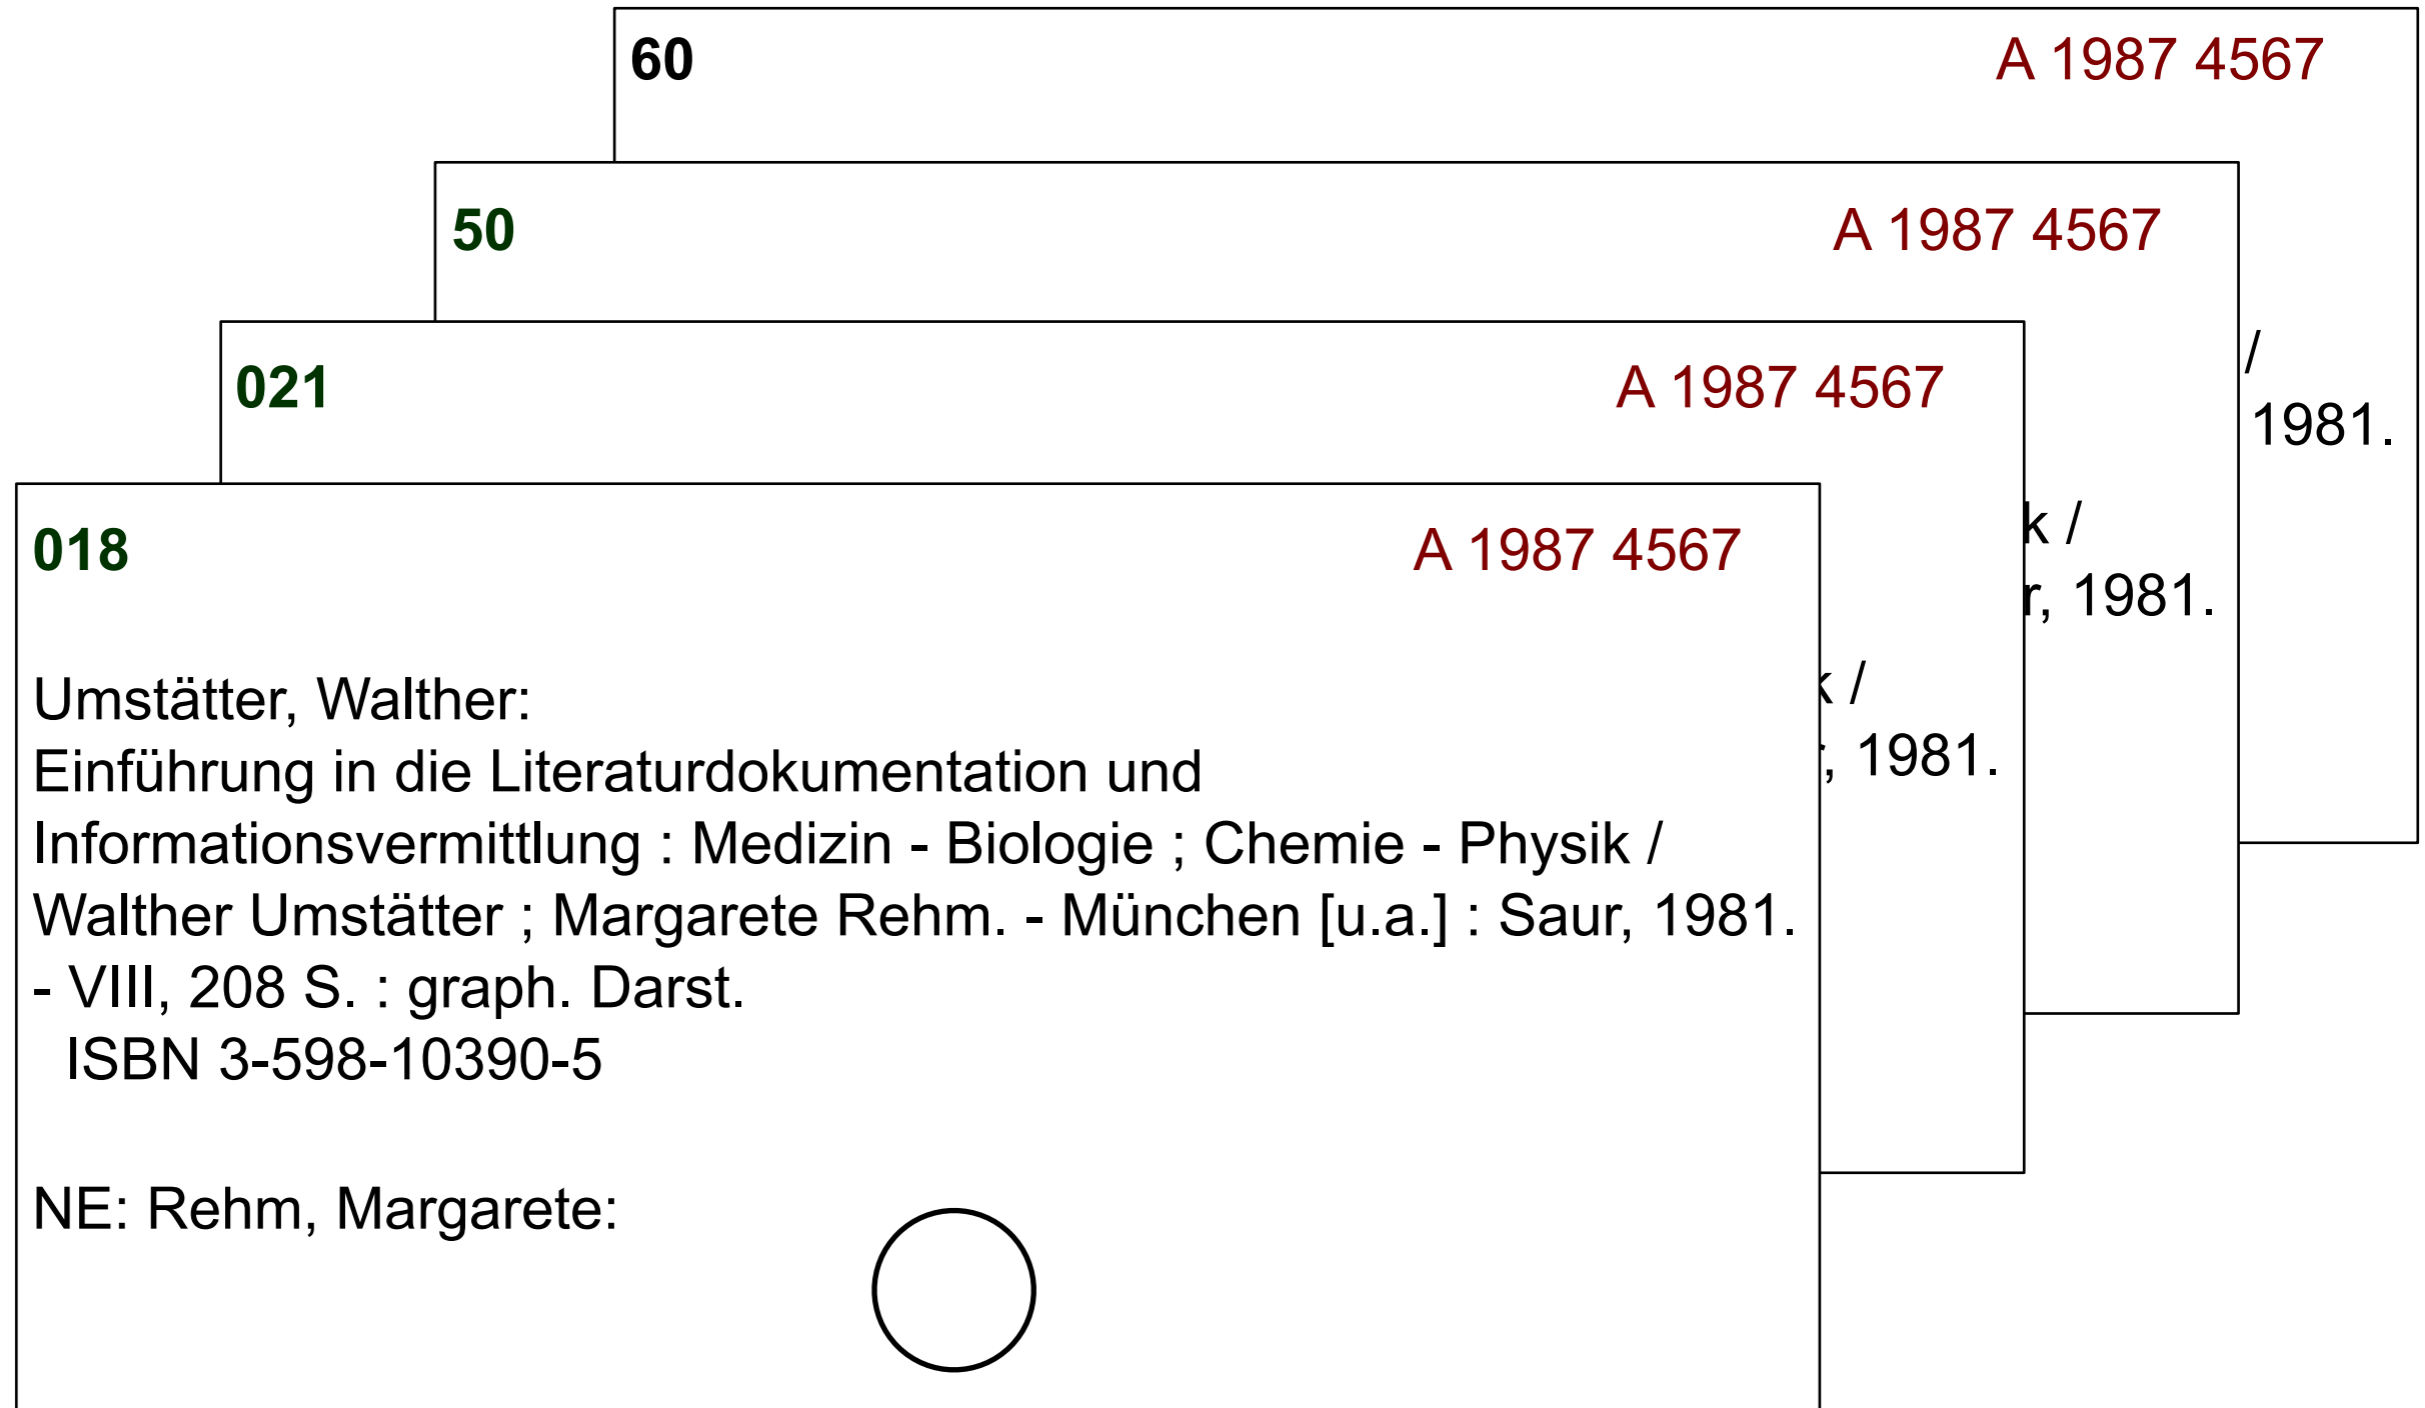 60 A 1987 4567
50 A 1987 4567
/
021 A 1987 4567
1981.
k /
018 A 1987 4567
r, 1981.
k /
Umstätter, Walther:
, 1981.
Einführung in die Literaturdokumentation und
Informationsvermittlung : Medizin - Biologie ; Chemie - Physik /
Walther Umstätter ; Margarete Rehm. - München [u.a.] : Saur, 1981.
- VIII, 208 S. : graph. Darst.
ISBN 3-598-10390-5
NE: Rehm, Margarete: